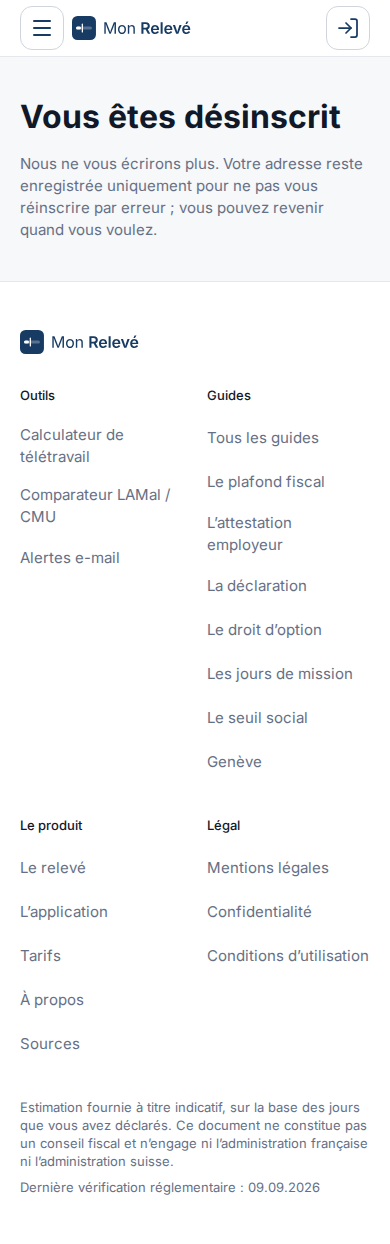 Mon Relevé
Vous êtes désinscrit
Nous ne vous écrirons plus. Votre adresse reste
enregistrée uniquement pour ne pas vous
réinscrire par erreur ; vous pouvez revenir
quand vous voulez.
Mon Relevé
Outils
Calculateur de
télétravail
Comparateur LAMal /
CMU
Alertes e-mail
Guides
Tous les guides
Le plafond fiscal
L’attestation
employeur
La déclaration
Le droit d’option
Les jours de mission
Le seuil social
Genève
Le produit
Le relevé
L’application
Tarifs
À propos
Sources
Légal
Mentions légales
Confidentialité
Conditions d’utilisation
Estimation fournie à titre indicatif, sur la base des jours
que vous avez déclarés. Ce document ne constitue pas
un conseil fiscal et n’engage ni l’administration française
ni l’administration suisse.
Dernière vérification réglementaire : 09.09.2026